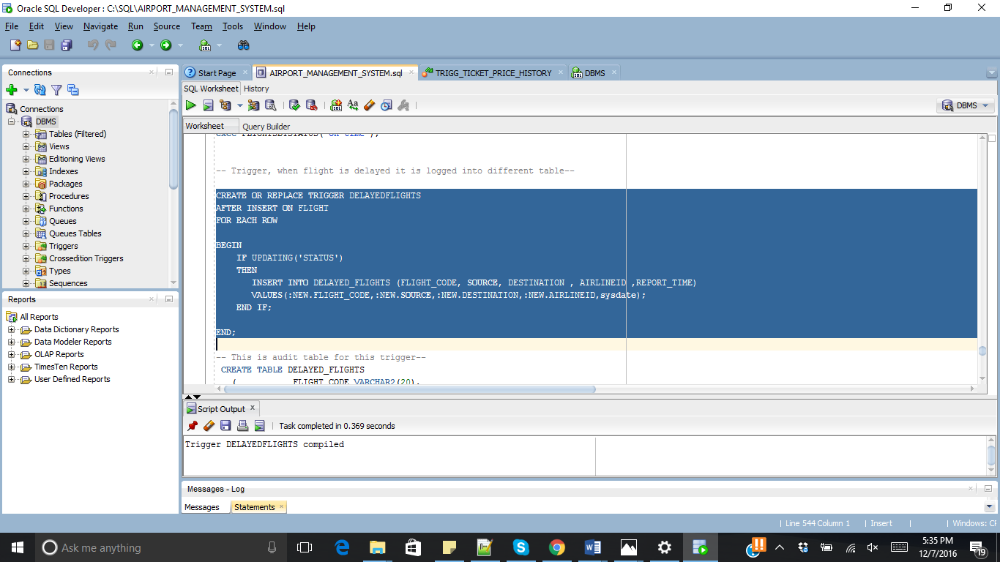 Oracle SQL Developer : C:\SQL\AIRPORT_MANAGEMENT_SYSTEM.sql
File Edit View Navigate Run Source Team Tools Window Help
Connections
Start Page AIRPORT_MANAGEMENT_SYSTEM.sql TRIGG_TICKET_PRICE_HISTORY DBMS
SQL Worksheet History
DBMS
Worksheet Query Builder
Connections
DBMS
Tables (Filtered)
Views
Editioning Views
Indexes
Packages
Procedures
Functions
Queues
Queues Tables
Triggers
Crossedition Triggers
Types
Sequences
Reports
All Reports
Data Dictionary Reports
Data Modeler Reports
OLAP Reports
TimesTen Reports
User Defined Reports
-- Trigger, when flight is delayed it is logged into different table--
CREATE OR REPLACE TRIGGER DELAYEDFLIGHTS
AFTER INSERT ON FLIGHT
FOR EACH ROW
BEGIN
IF UPDATING('STATUS')
THEN
INSERT INTO DELAYED_FLIGHTS (FLIGHT_CODE, SOURCE, DESTINATION , AIRLINEID ,REPORT_TIME)
VALUES(:NEW.FLIGHT_CODE,:NEW.SOURCE,:NEW.DESTINATION,:NEW.AIRLINEID,sysdate);
END IF;
END;
-- This is audit table for this trigger--
CREATE TABLE DELAYED_FLIGHTS
( FLIGHT_CODE VARCHAR2(20),
Script Output
Task completed in 0.369 seconds
Trigger DELAYEDFLIGHTS compiled
Messages - Log
Messages Statements
Line 544 Column 1 Insert Windows:
Ask me anything
5:35 PM
12/7/2016
19